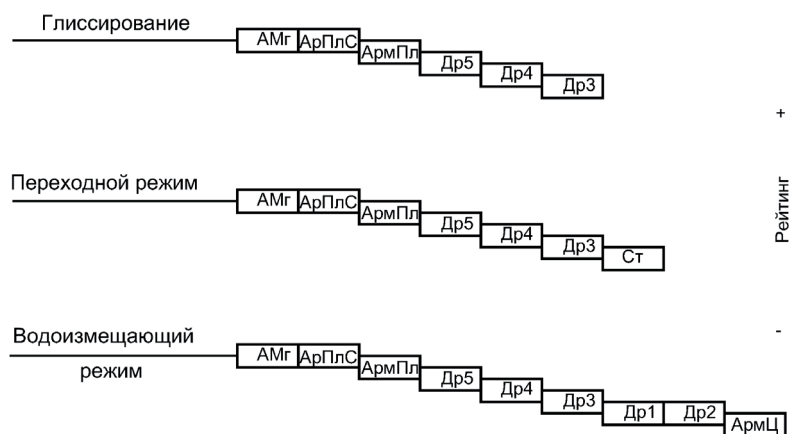 Глиссирование
АМг АрПлС АрмПл Др5 Др4 Др3
+
Переходной режим
АМг АрПлС АрмПл Др5 Др4 Др3 Ст
Рейтинг
-
Водоизмещающий
режим
АМг АрПлС АрмПл Др5 Др4 Др3 Др1 Др2 АрмЦ